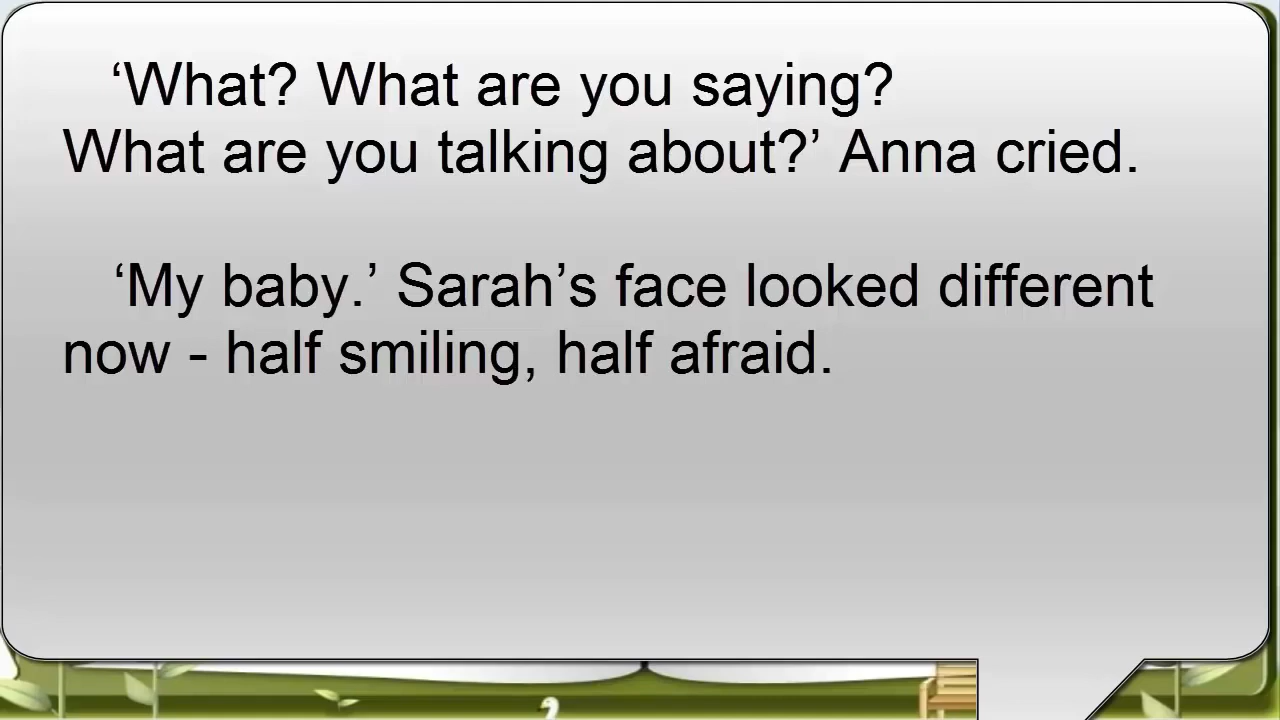 ‘What? What are you saying?
What are you talking about?’ Anna cried.
‘My baby.’ Sarah’s face looked different
now - half smiling, half afraid.